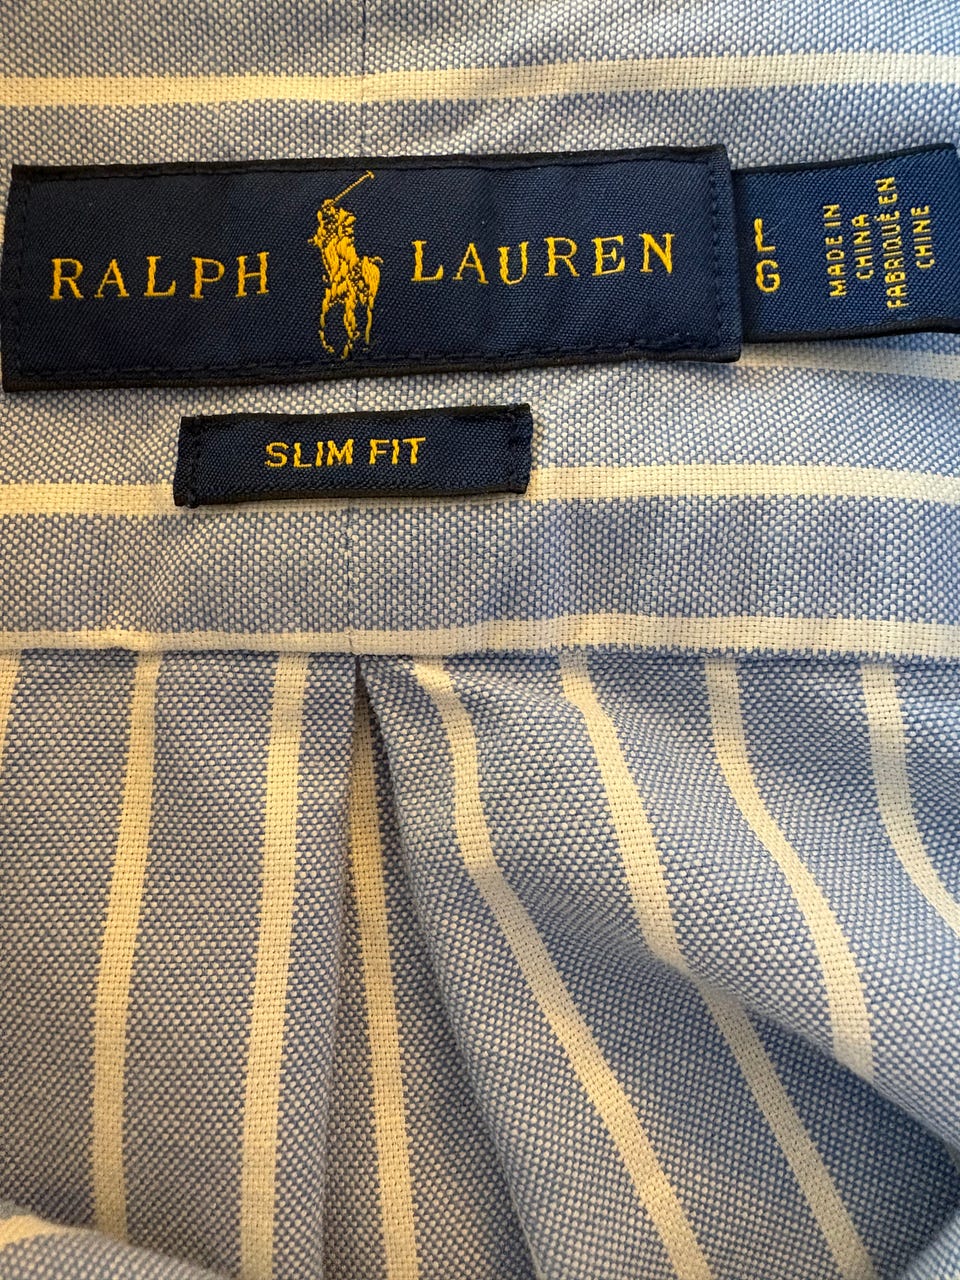 RALPH LAUREN
L
G
MADE IN
CHINA
FABRIQUÉ EN
CHINE
SLIM FIT